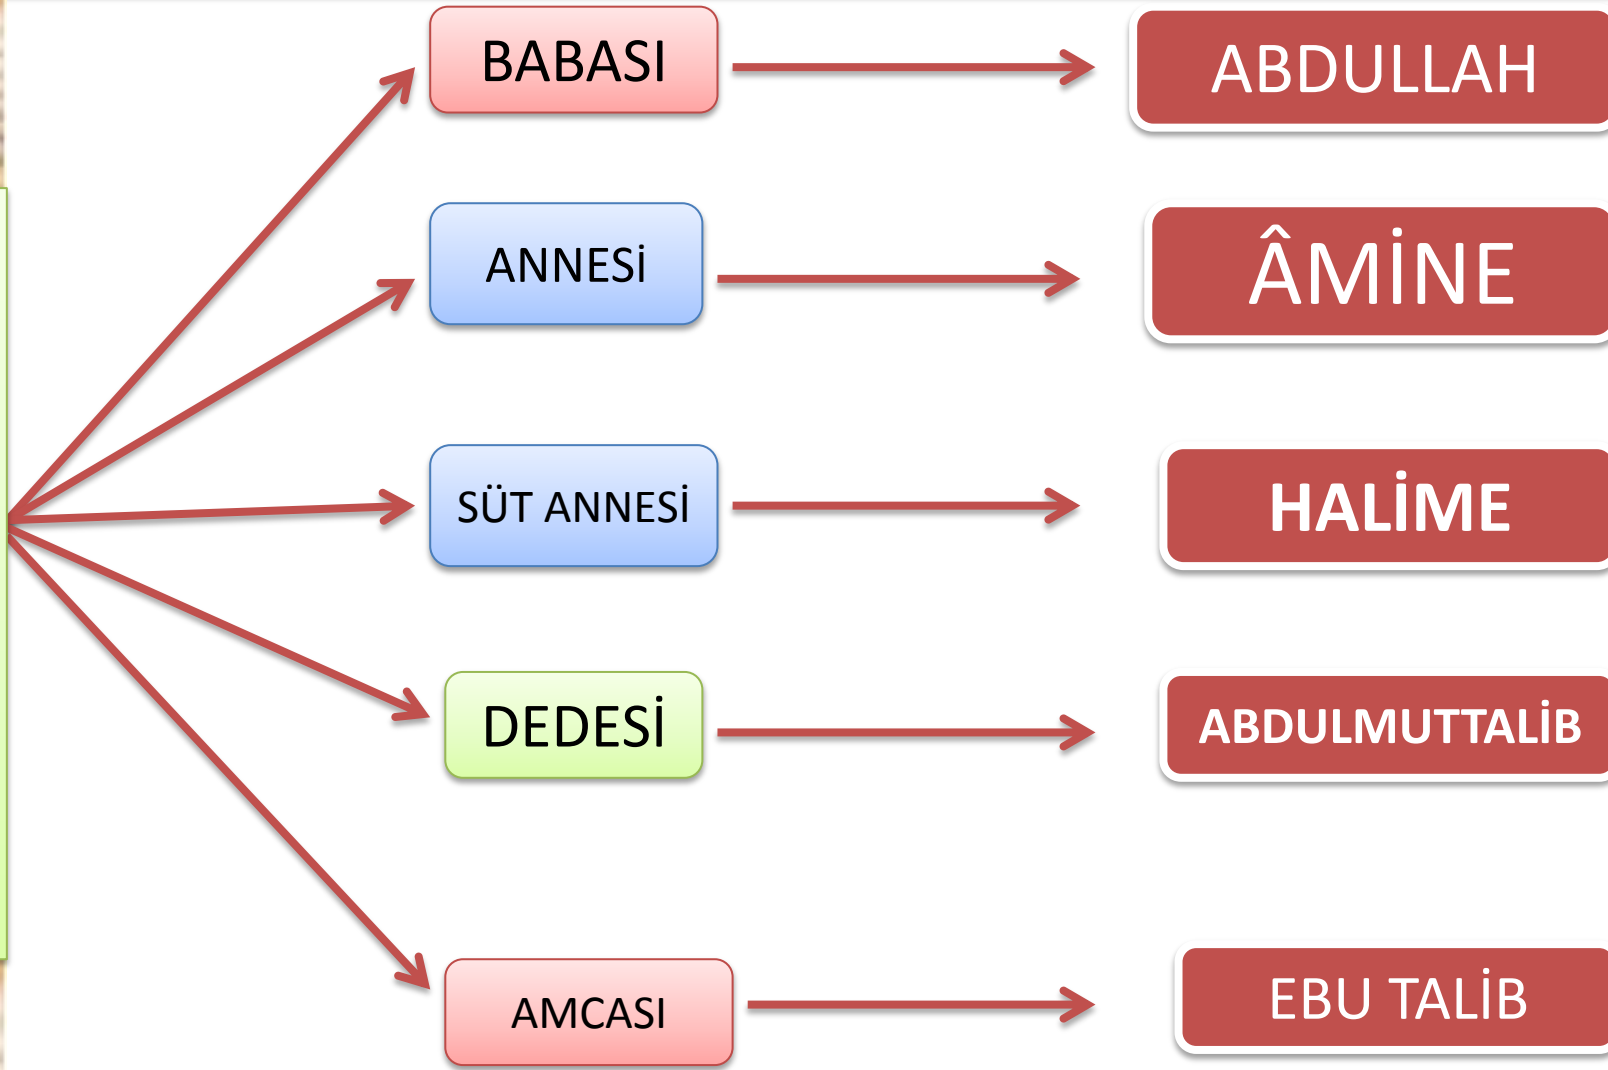 BABASI
ABDULLAH
ANNESİ
ÂMİNE
SÜT ANNESİ
HALİME
DEDESİ
ABDULMUTTALİB
AMCASI
EBU TALİB